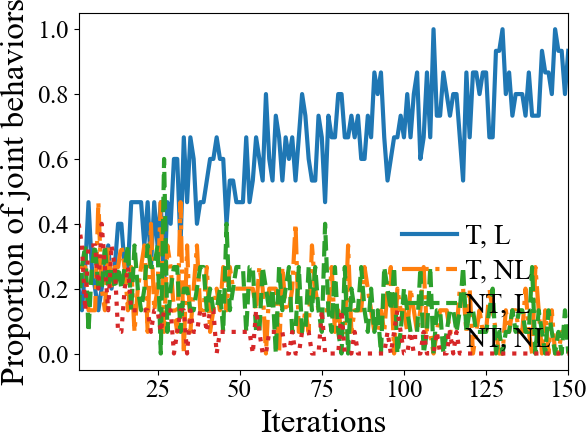 Proportion of joint behaviors
1.0
0.8
0.6
0.4
0.2
0.0
T, L
T, NL
NT, L
NT, NL
25 50 75 100 125 150
Iterations